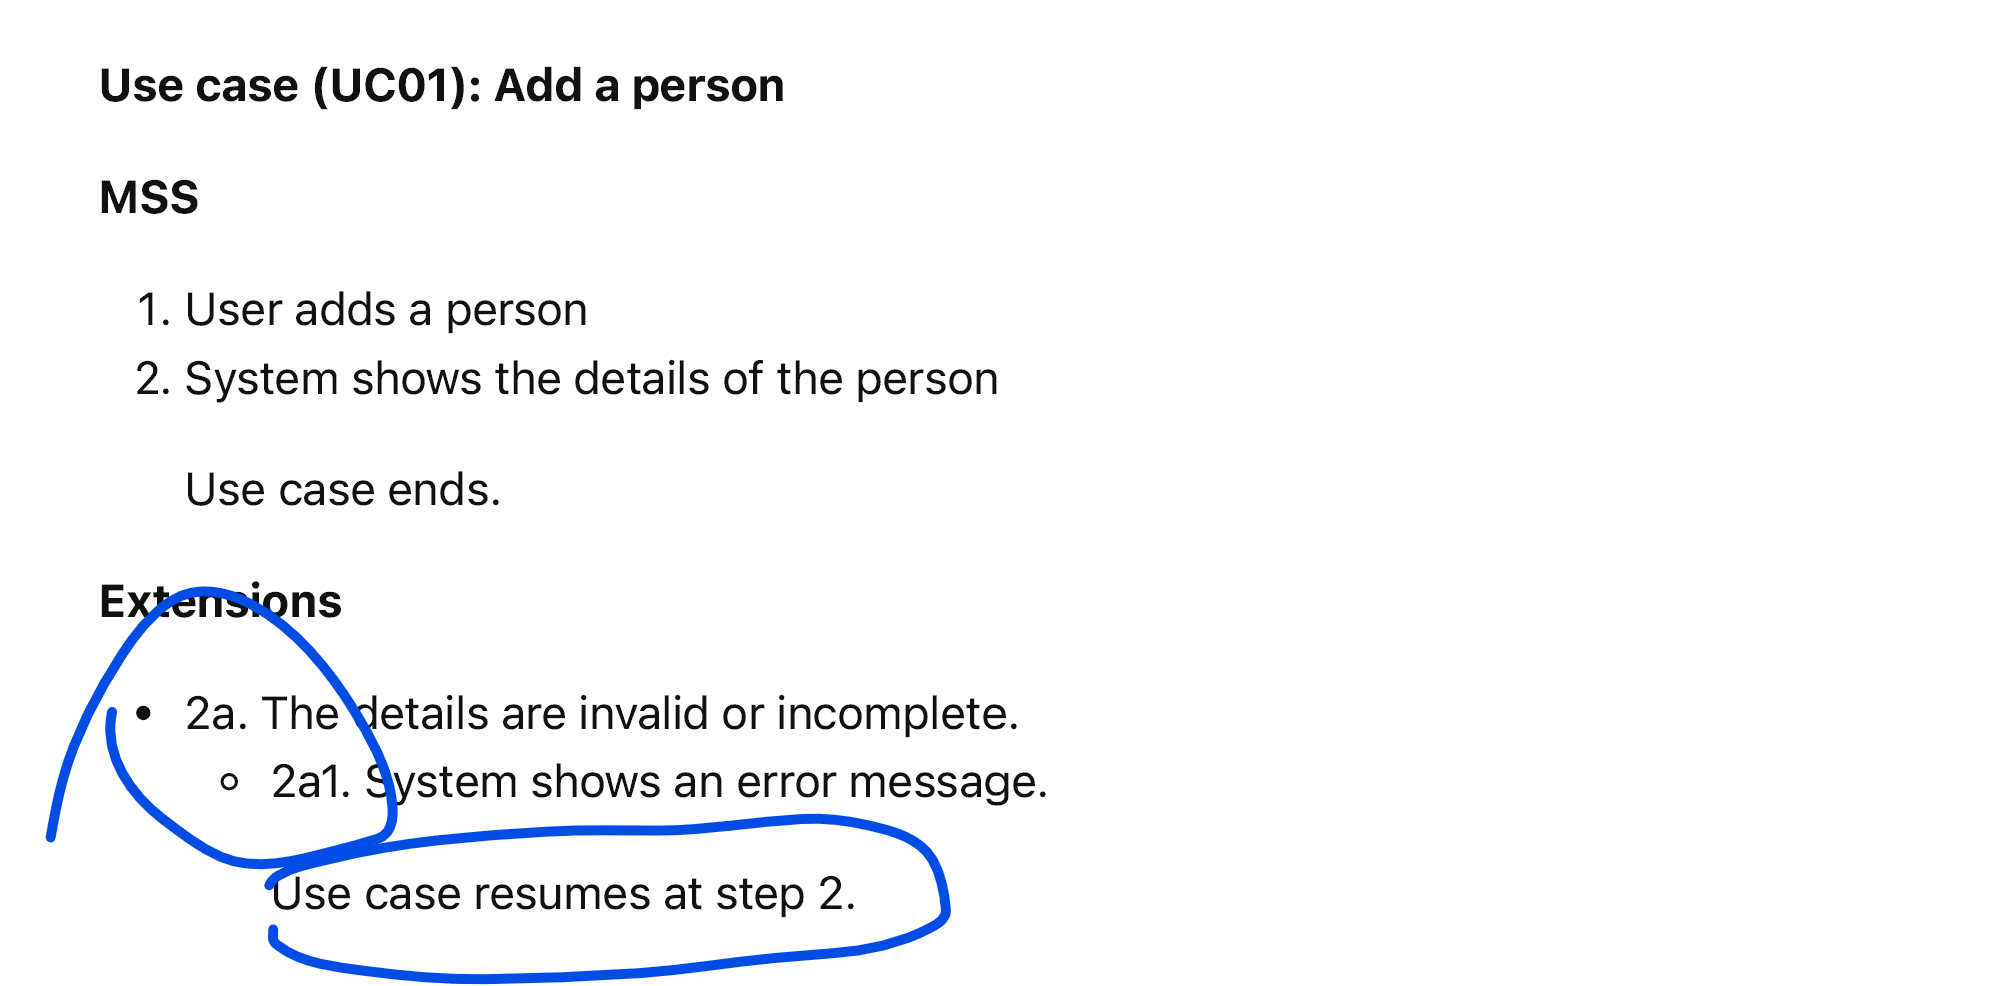 Use case (UC01): Add a person
MSS
1. User adds a person
2. System shows the details of the person
Use case ends.
Extensions
• 2a. The details are invalid or incomplete.
◦ 2a1. System shows an error message.
Use case resumes at step 2.